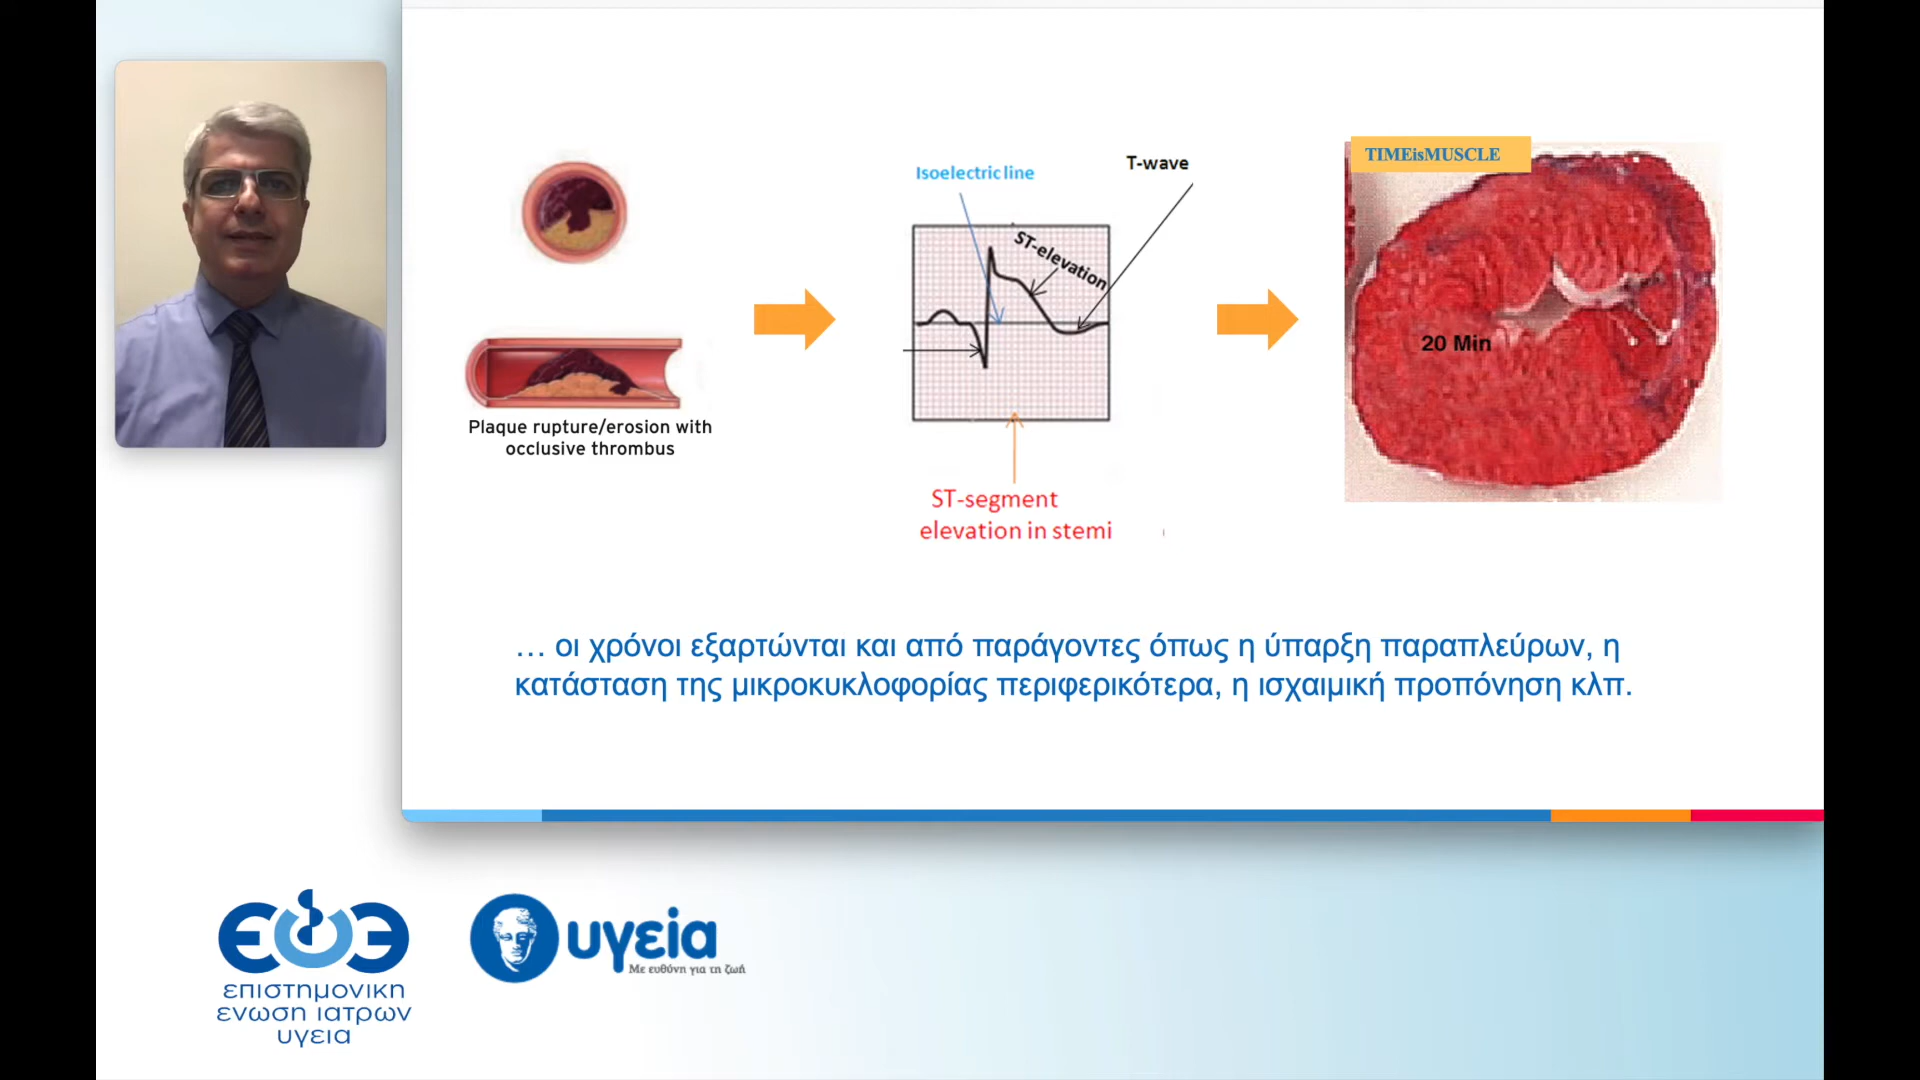 TIMEisMUSCLE
Isoelectric line
T-wave
ST-elevation
20 Min
Plaque rupture/erosion with
occlusive thrombus
ST-segment
elevation in stemi
… οι χρόνοι εξαρτώνται και από παράγοντες όπως η ύπαρξη παραπλεύρων, η
κατάσταση της μικροκυκλοφορίας περιφερικότερα, η ισχαιμική προπόνηση κλπ.
επιστημονικη
ενωση ιατρων
υγεια
υγεία
Με ευθύνη για τη ζωή